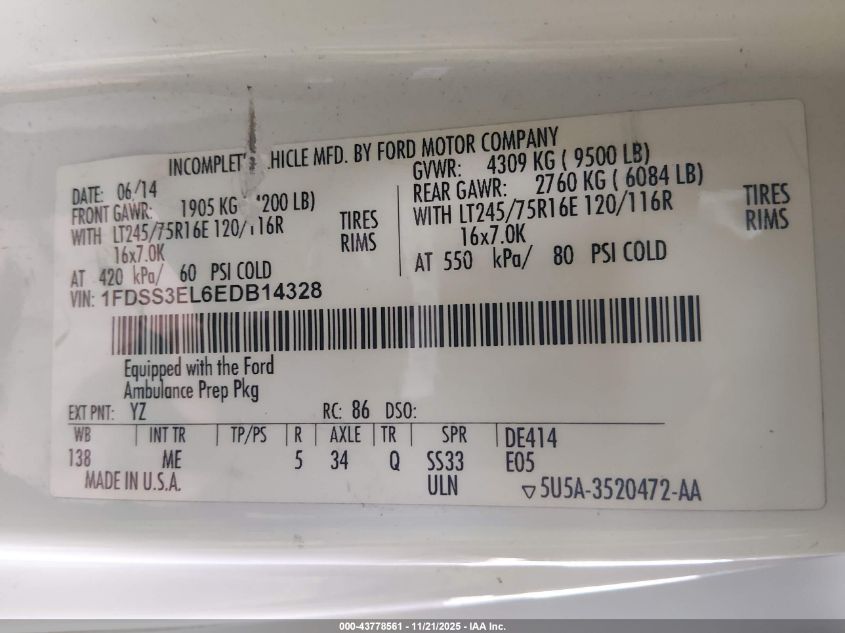 INCOMPLET HICLE MFD. BY FORD MOTOR COMPANY
DATE: 06/14
FRONT GAWR: 1905 KG 200 LB)
WITH LT245/75R16E 120/ 16R TIRES
16x7.0K RIMS
AT 420 kPa/ 60 PSI COLD
GVWR: 4309 KG ( 9500 LB)
REAR GAWR: 2760 KG ( 6084 LB)
WITH LT245/75R16E 120/116R TIRES
16x7.0K RIMS
AT 550 kPa/ 80 PSI COLD
VIN: 1FDSS3EL6EDB14328
Equipped with the Ford
Ambulance Prep Pkg
EXT PNT: YZ RC: 86 DSO:
WB INT TR TP/PS R AXLE TR SPR DE414
138 ME 5 34 Q SS33 E05
MADE IN U.S.A. ULN ▽5U5A-3520472-AA
000-43778561 - 11/21/2025 - IAA Inc.